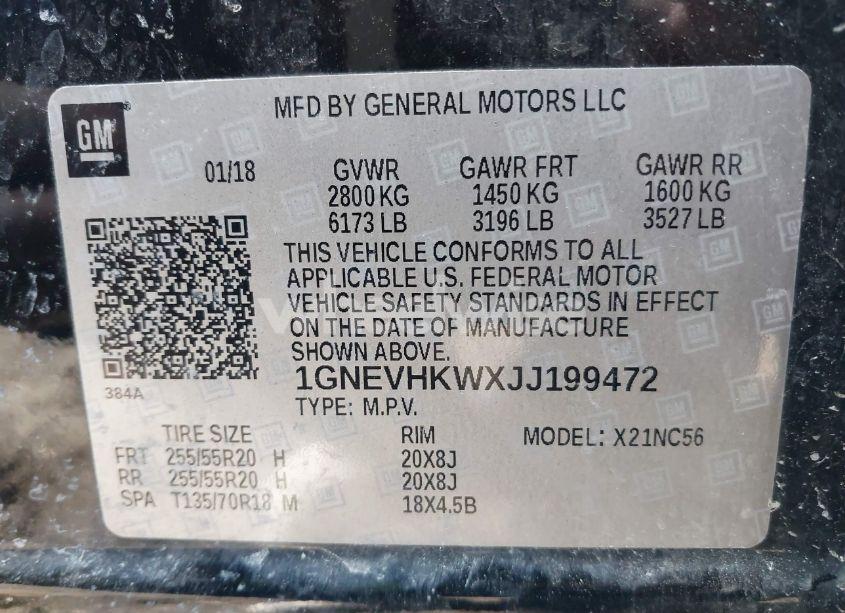 GM
MFD BY GENERAL MOTORS LLC
01/18 GVWR GAWR FRT GAWR RR
2800 KG 1450 KG 1600 KG
6173 LB 3196 LB 3527 LB
THIS VEHICLE CONFORMS TO ALL
APPLICABLE U.S. FEDERAL MOTOR
VEHICLE SAFETY STANDARDS IN EFFECT
ON THE DATE OF MANUFACTURE
SHOWN ABOVE.
384A
1GNEVHKWXJJ199472
TYPE: M.P.V.
TIRE SIZE RIM MODEL: X21NC56
FRT 255/55R20 H 20X8J
RR 255/55R20 H 20X8J
SPA T135/70R18 M 18X4.5B